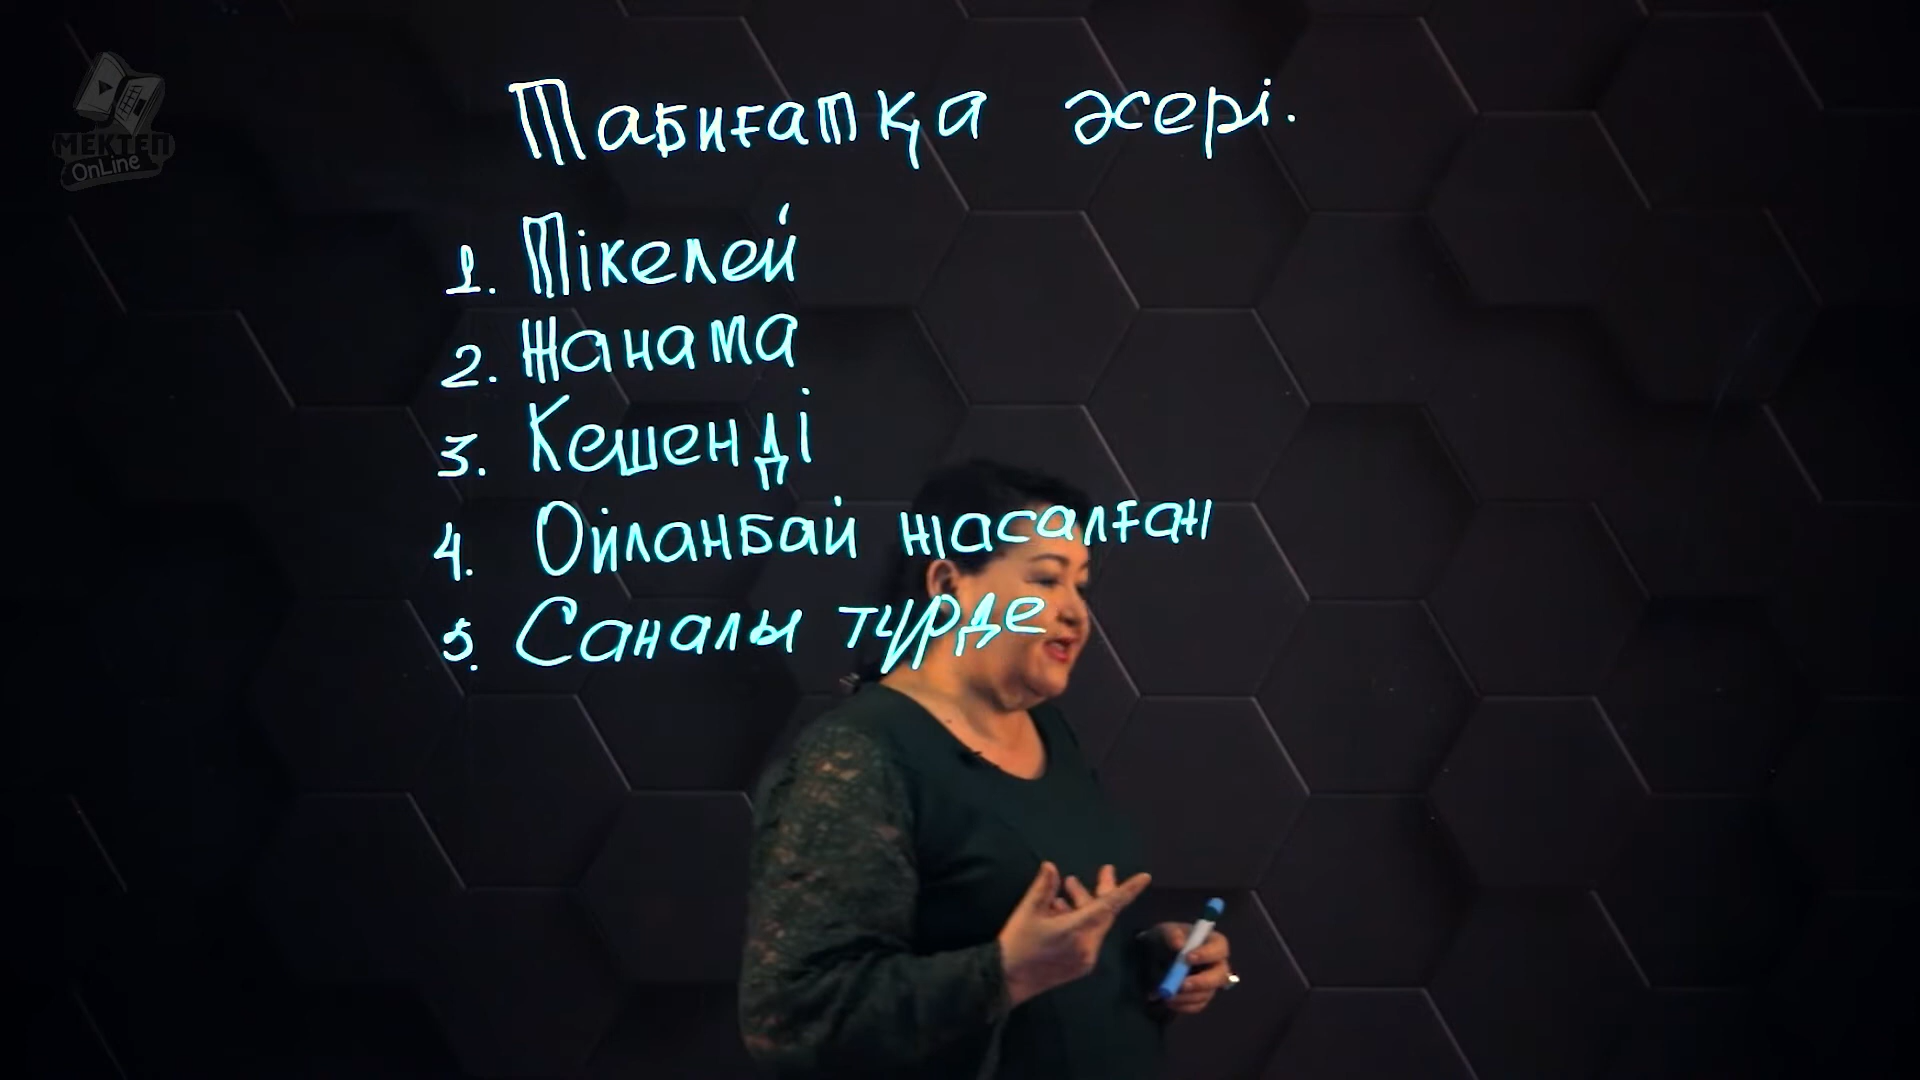 МЕКТЕП
OnLine
Табиғатқа әсері.
1. Тікелей
2. Жанама
3. Кешенді
4. Ойланбай жасалған
5. Саналы түрде